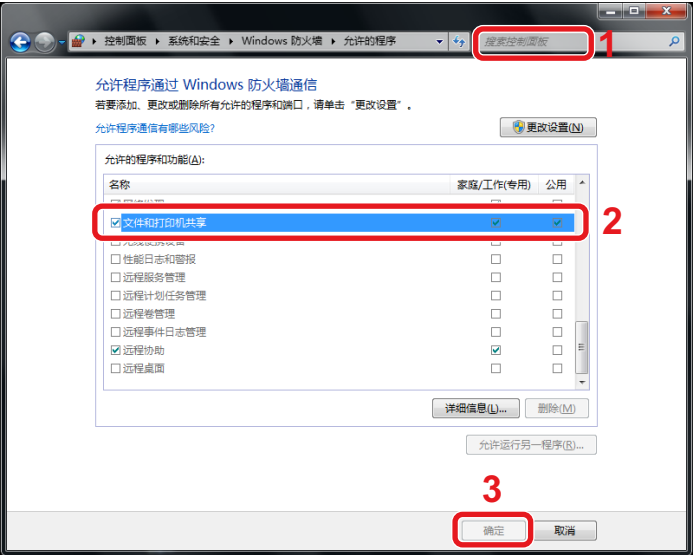 控制面板 ▸ 系统和安全 ▸ Windows 防火墙 ▸ 允许的程序
搜索控制面板
1
允许程序通过 Windows 防火墙通信
若要添加、更改或删除所有允许的程序和端口，请单击“更改设置”。
允许程序通信有哪些风险?
更改设置(N)
允许的程序和功能(A):
名称 家庭/工作(专用) 公用
文件和打印机共享
2
性能日志和警报
远程服务管理
远程计划任务管理
远程卷管理
远程事件日志管理
远程协助
远程桌面
详细信息(L)... 删除(M)
允许运行另一程序(R)...
3
确定 取消